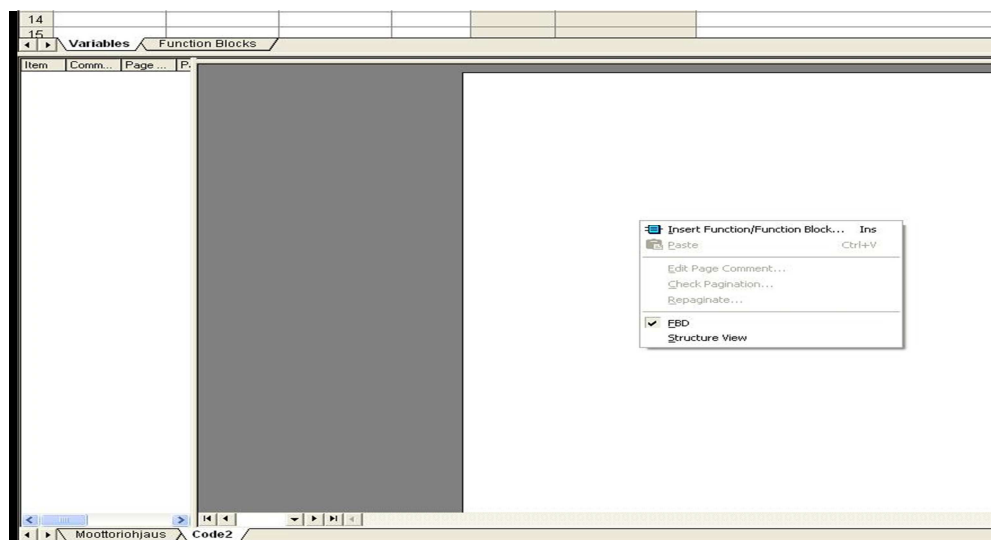 14
15
Variables Function Blocks
Item Comm... Page ... P.
Insert Function/Function Block... Ins
Paste Ctrl+V
Edit Page Comment...
Check Pagination...
Repaginate...
FBD
Structure View
Moottoriohjaus Code2